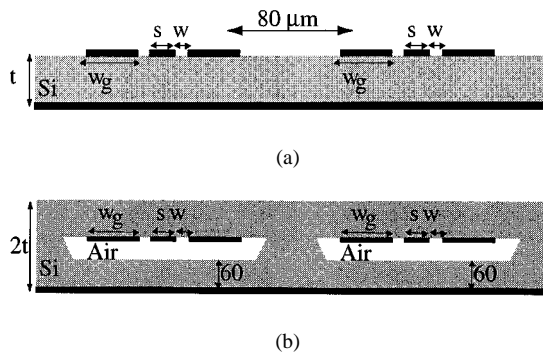 80 μm
s w s w
t
wg wg
Si
(a)
wg s w wg s w
2t
Air Air
Si
60 60
(b)